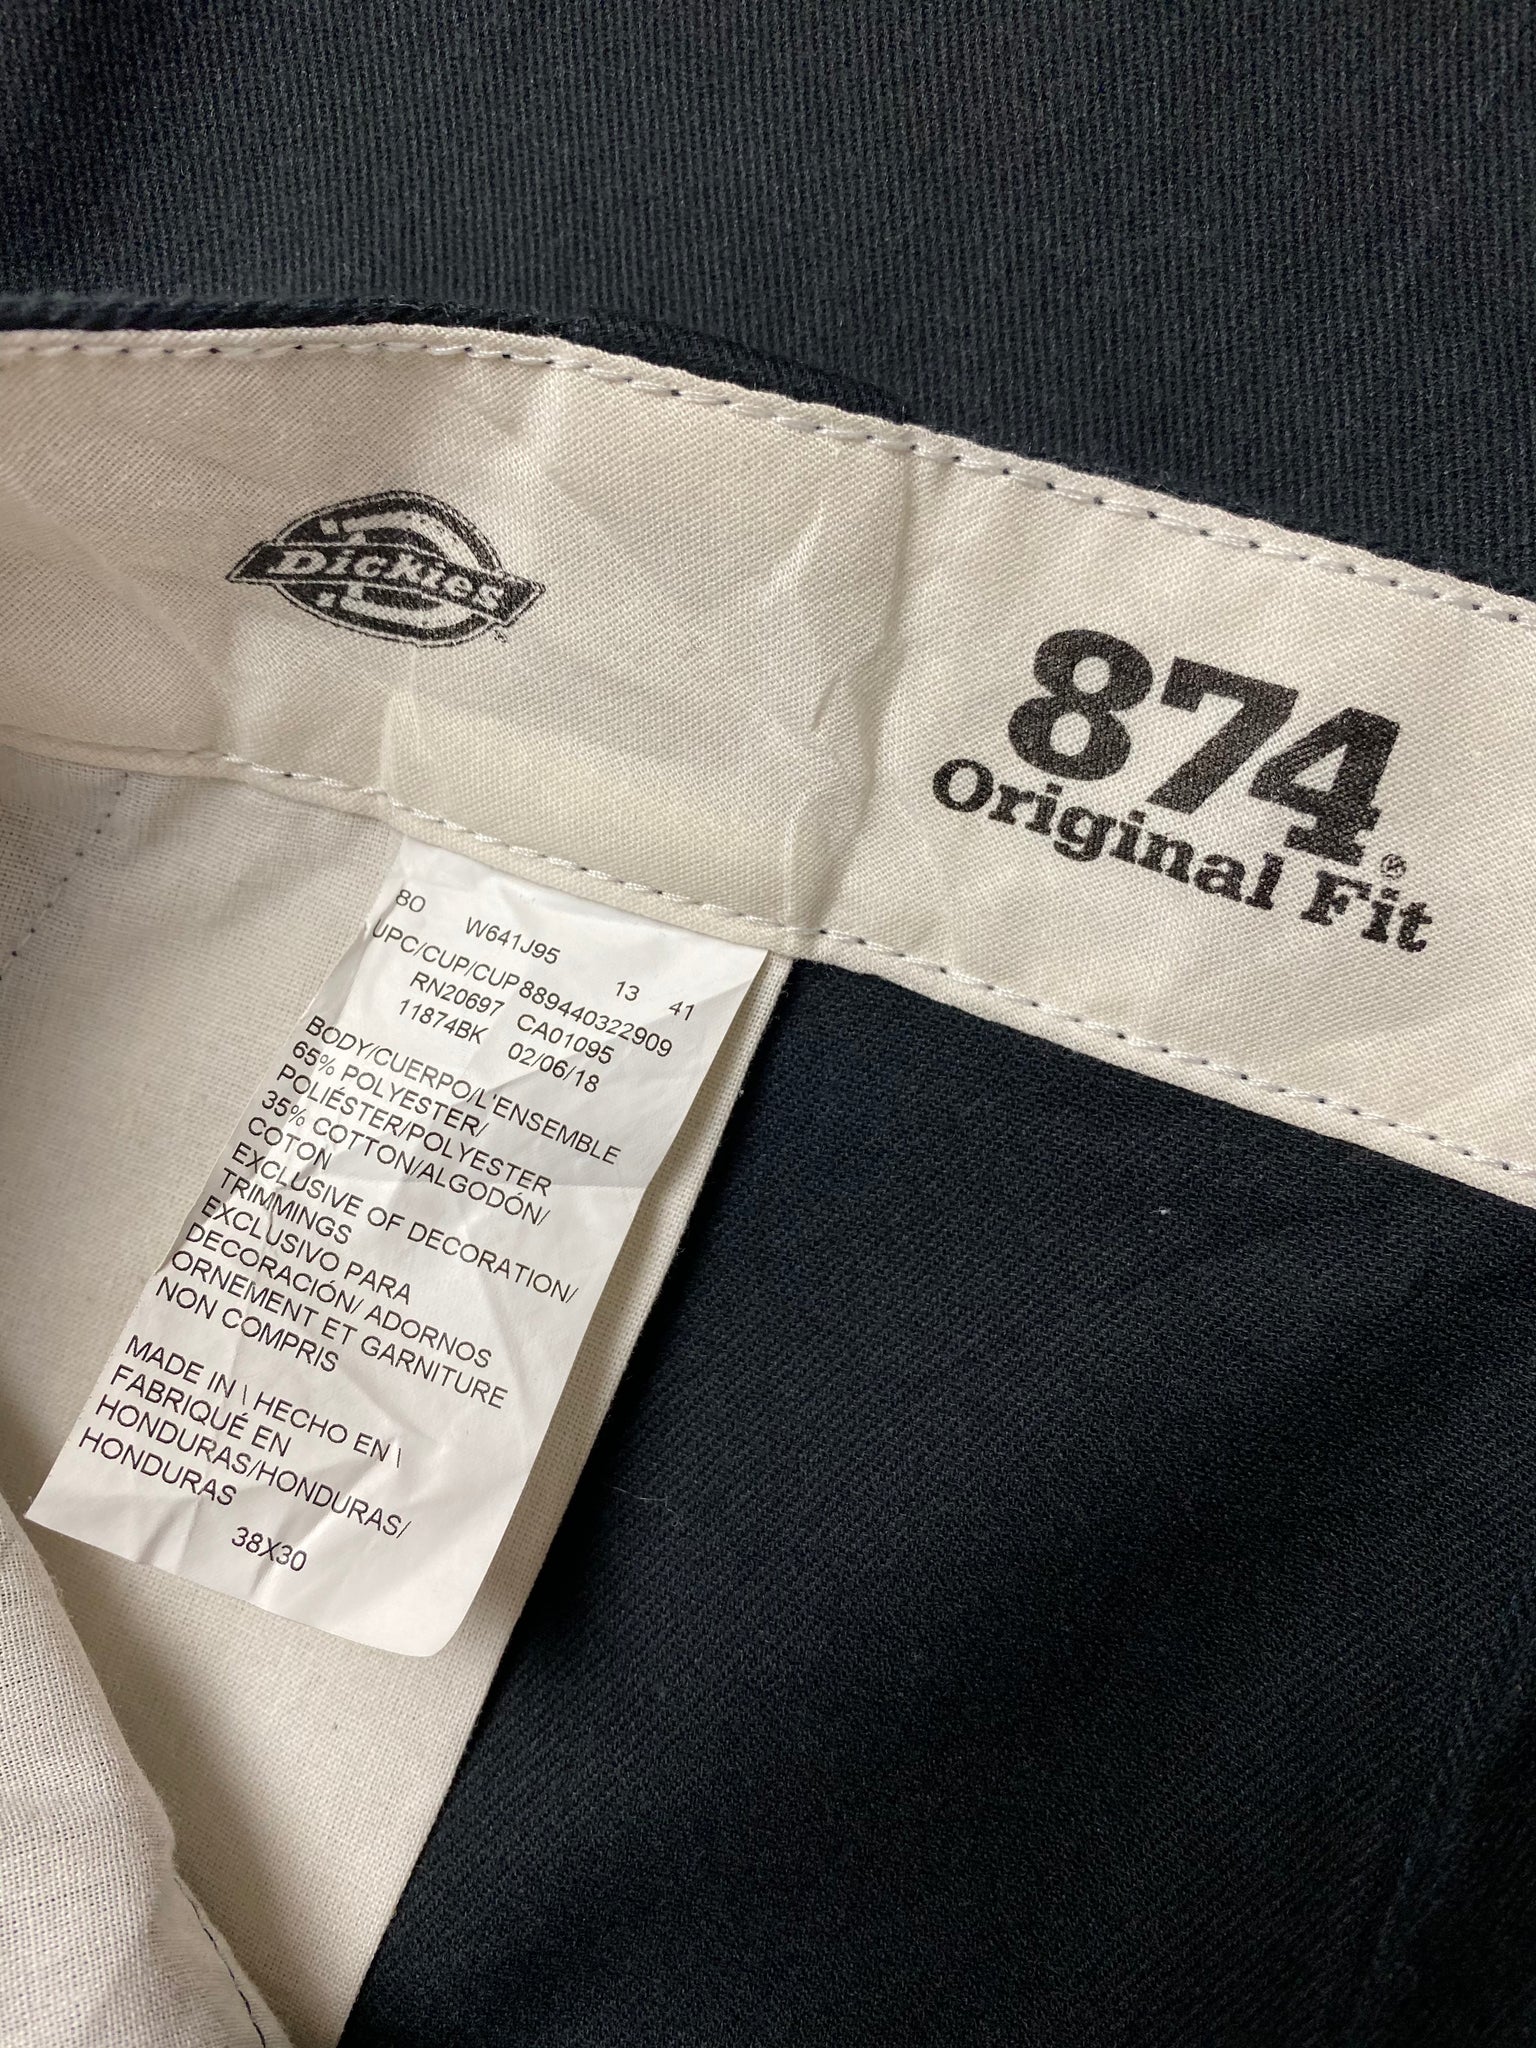 Dickies®
874®
Original Fit
80 W641J95 13 41
UPC/CUP/CUP 889440322909
RN20697 CA01095
11874BK 02/06/18
BODY/CUERPO/L'ENSEMBLE
65% POLYESTER/
POLIÉSTER/POLYESTER
35% COTTON/ALGODÓN/
COTON
EXCLUSIVE OF DECORATION/
TRIMMINGS
EXCLUSIVO PARA
DECORACIÓN/ ADORNOS
ORNEMENT ET GARNITURE
NON COMPRIS
MADE IN \ HECHO EN \
FABRIQUÉ EN
HONDURAS/HONDURAS/
HONDURAS
38X30